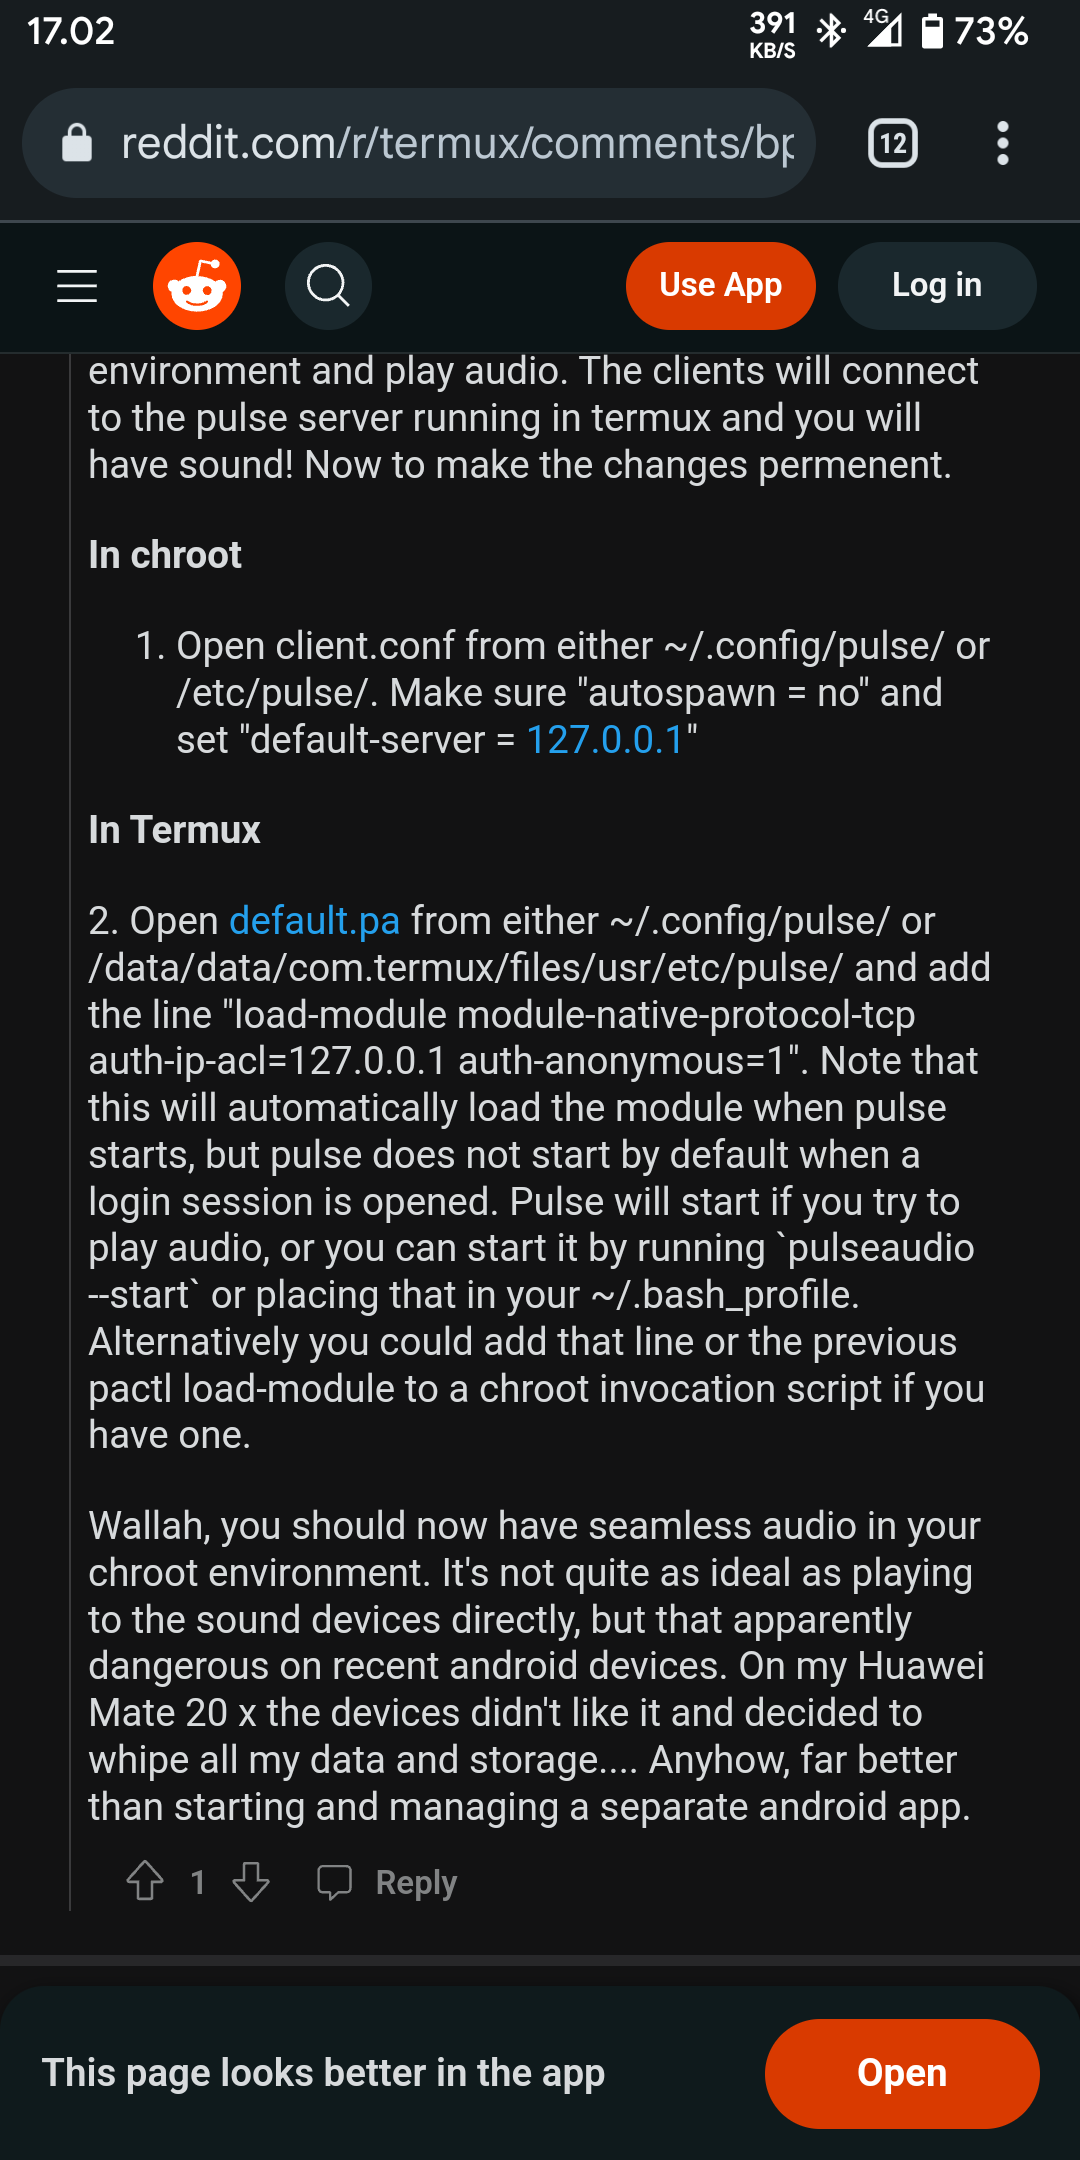 17.02
391
KB/S
4G
73%
reddit.com/r/termux/comments/bp
12
Use App
Log in
environment and play audio. The clients will connect
to the pulse server running in termux and you will
have sound! Now to make the changes permenent.
In chroot
1. Open client.conf from either ~/.config/pulse/ or
/etc/pulse/. Make sure "autospawn = no" and
set "default-server = 127.0.0.1"
In Termux
2. Open default.pa from either ~/.config/pulse/ or
/data/data/com.termux/files/usr/etc/pulse/ and add
the line "load-module module-native-protocol-tcp
auth-ip-acl=127.0.0.1 auth-anonymous=1". Note that
this will automatically load the module when pulse
starts, but pulse does not start by default when a
login session is opened. Pulse will start if you try to
play audio, or you can start it by running `pulseaudio
--start` or placing that in your ~/.bash_profile.
Alternatively you could add that line or the previous
pactl load-module to a chroot invocation script if you
have one.
Wallah, you should now have seamless audio in your
chroot environment. It's not quite as ideal as playing
to the sound devices directly, but that apparently
dangerous on recent android devices. On my Huawei
Mate 20 x the devices didn't like it and decided to
whipe all my data and storage.... Anyhow, far better
than starting and managing a separate android app.
1
Reply
This page looks better in the app
Open